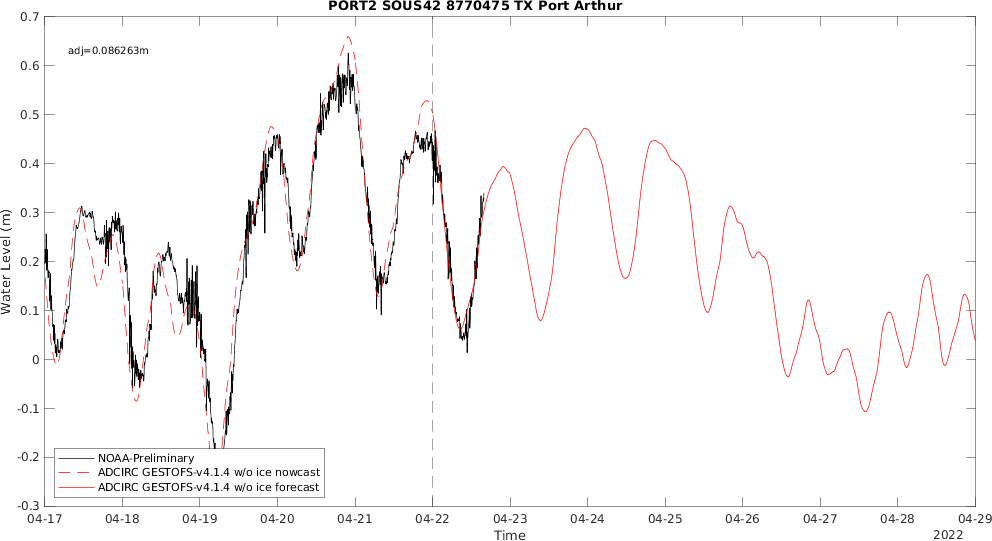 PORT2 SOUS42 8770475 TX Port Arthur
adj=0.086263m
Water Level (m)
0.7
0.6
0.5
0.4
0.3
0.2
0.1
0
-0.1
-0.2
-0.3
NOAA-Preliminary
ADCIRC GESTOFS-v4.1.4 w/o ice nowcast
ADCIRC GESTOFS-v4.1.4 w/o ice forecast
04-17 04-18 04-19 04-20 04-21 04-22 04-23 04-24 04-25 04-26 04-27 04-28 04-29
Time
2022